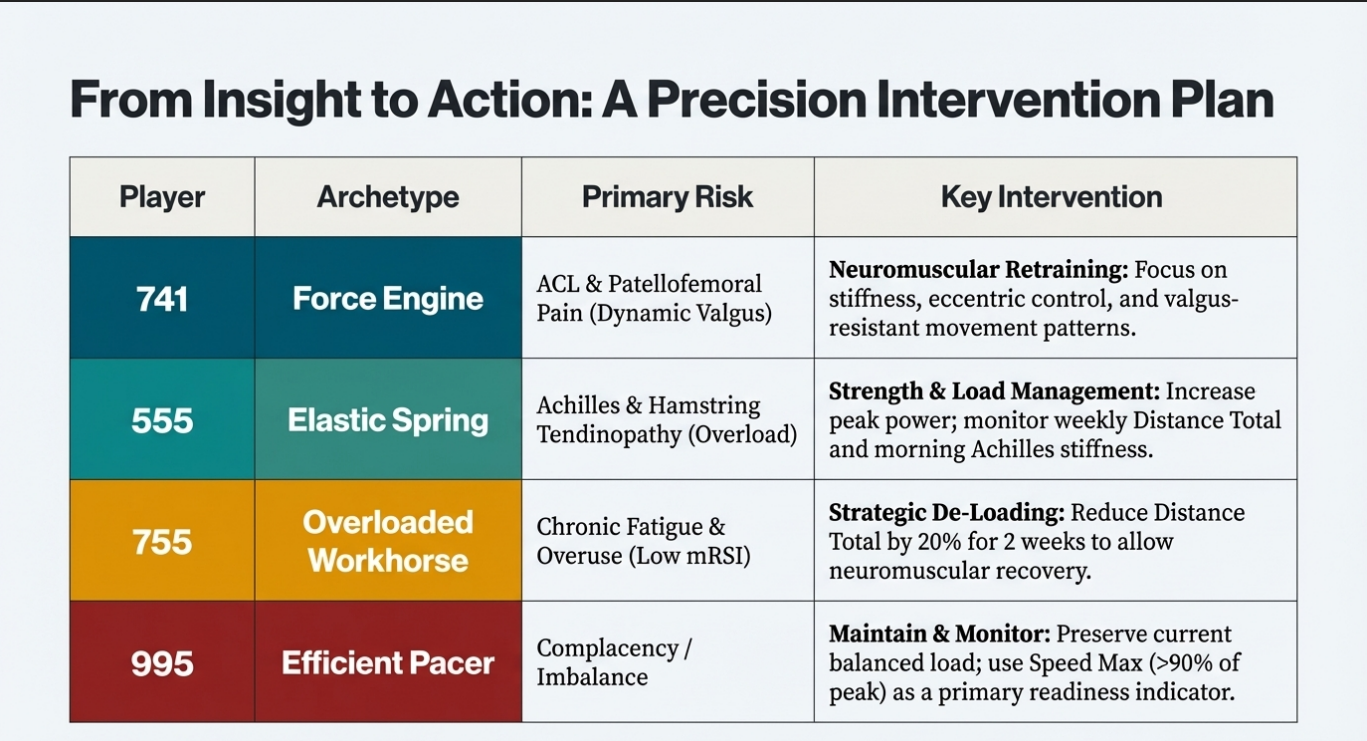 From Insight to Action: A Precision Intervention Plan
Player
Archetype
Primary Risk
Key Intervention
741
Force Engine
ACL & Patellofemoral
Pain (Dynamic Valgus)
Neuromuscular Retraining: Focus on
stiffness, eccentric control, and valgus-
resistant movement patterns.
555
Elastic Spring
Achilles & Hamstring
Tendinopathy (Overload)
Strength & Load Management: Increase
peak power; monitor weekly Distance Total
and morning Achilles stiffness.
755
Overloaded
Workhorse
Chronic Fatigue &
Overuse (Low mRSI)
Strategic De-Loading: Reduce Distance
Total by 20% for 2 weeks to allow
neuromuscular recovery.
995
Efficient Pacer
Complacency /
Imbalance
Maintain & Monitor: Preserve current
balanced load; use Speed Max (>90% of
peak) as a primary readiness indicator.